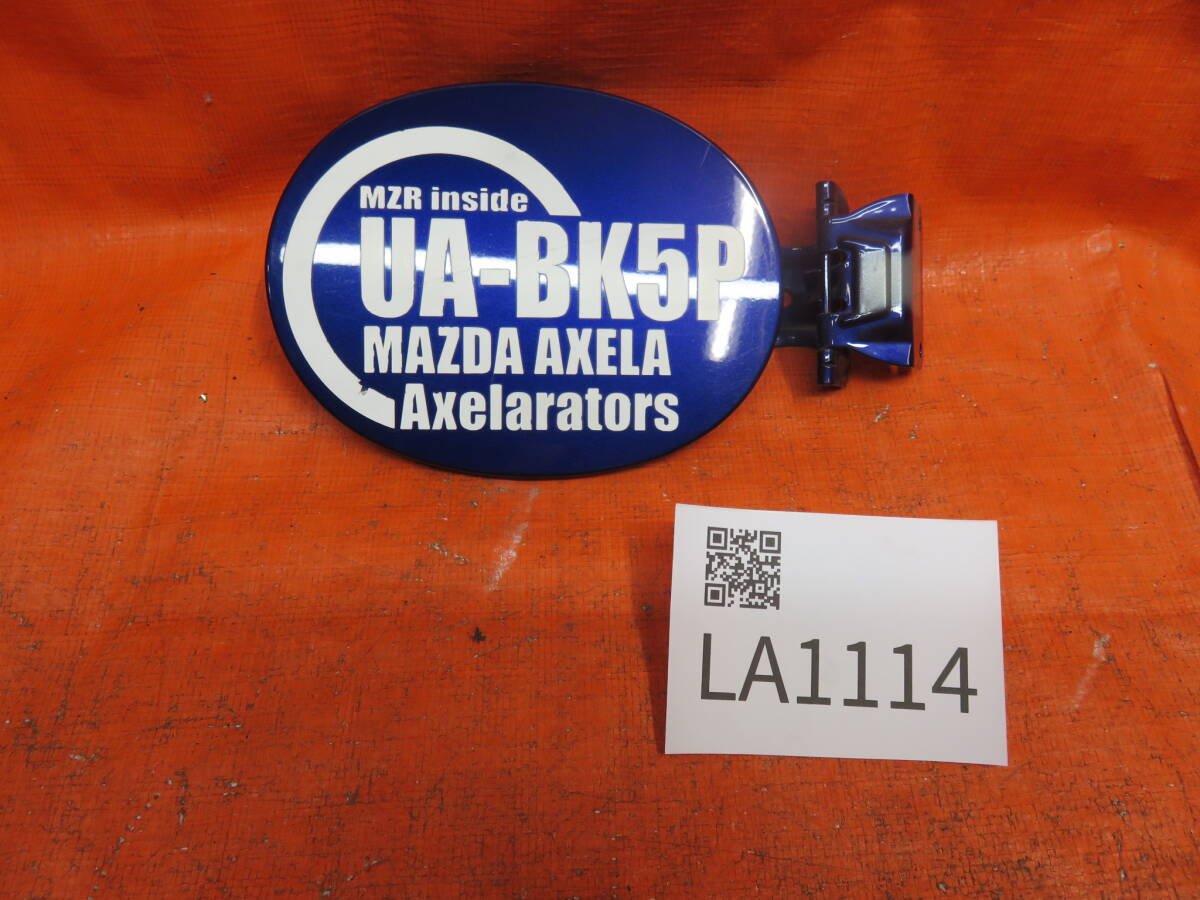 MZR inside
UA-BK5P
MAZDA AXELA
Axelarators
LA1114